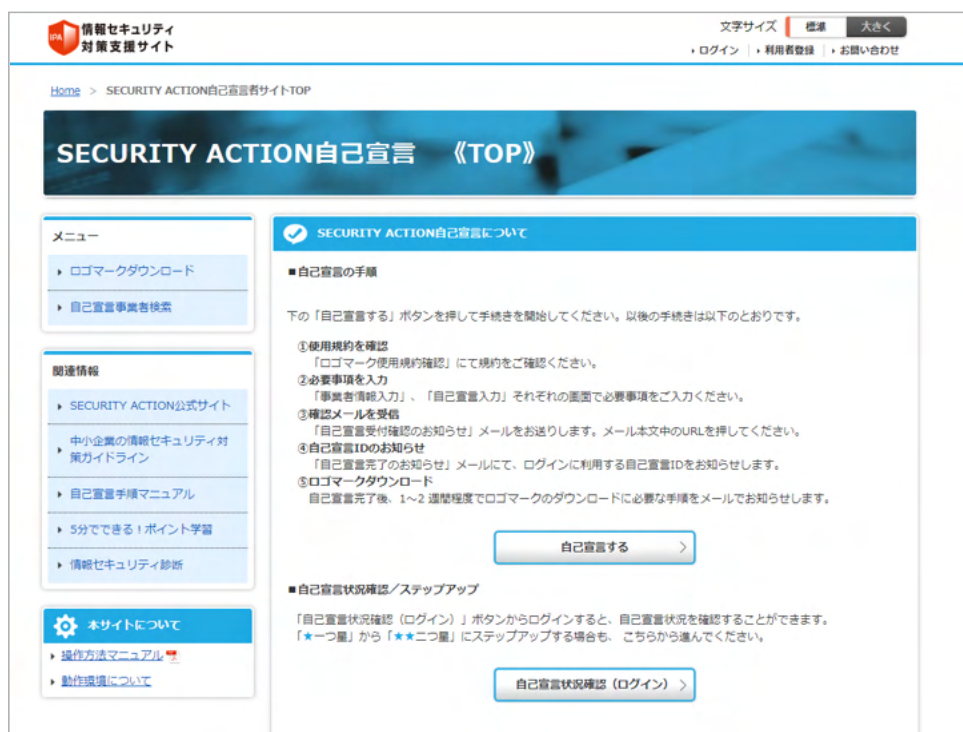 IPA 情報セキュリティ
対策支援サイト
文字サイズ 標準 大きく
ログイン 利用者登録 お問い合わせ
Home > SECURITY ACTION自己宣言者サイトTOP
SECURITY ACTION自己宣言 《TOP》
メニュー
ロゴマークダウンロード
自己宣言事業者検索
関連情報
SECURITY ACTION公式サイト
中小企業の情報セキュリティ対
策ガイドライン
自己宣言手順マニュアル
5分でできる！ポイント学習
情報セキュリティ診断
本サイトについて
操作方法マニュアル
動作環境について
SECURITY ACTION自己宣言について
■自己宣言の手順
下の「自己宣言する」ボタンを押して手続きを開始してください。以後の手続きは以下のとおりです。
①使用規約を確認
「ロゴマーク使用規約確認」にて規約をご確認ください。
②必要事項を入力
「事業者情報入力」、「自己宣言入力」それぞれの画面で必要事項をご入力ください。
③確認メールを受信
「自己宣言受付確認のお知らせ」メールをお送りします。メール本文中のURLを押してください。
④自己宣言IDのお知らせ
「自己宣言完了のお知らせ」メールにて、ログインに利用する自己宣言IDをお知らせします。
⑤ロゴマークダウンロード
自己宣言完了後、1～2 週間程度でロゴマークのダウンロードに必要な手順をメールでお知らせします。
自己宣言する
■自己宣言状況確認／ステップアップ
「自己宣言状況確認（ログイン）」ボタンからログインすると、自己宣言状況を確認することができます。
「★一つ星」から「★★二つ星」にステップアップする場合も、こちらから進んでください。
自己宣言状況確認（ログイン）